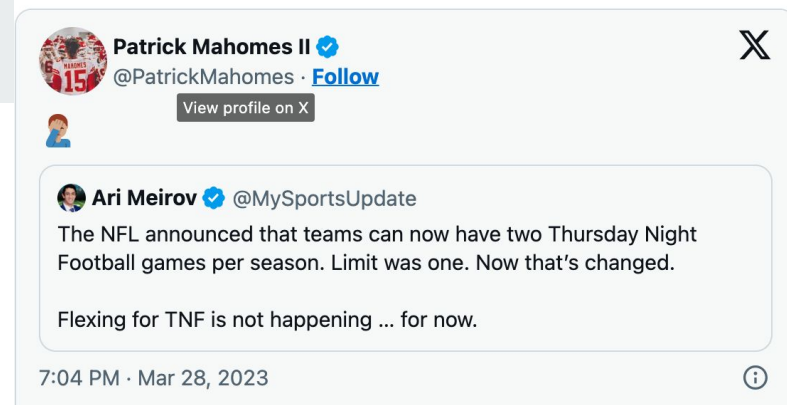 Patrick Mahomes II
@PatrickMahomes · Follow
View profile on X
🤦🏽‍♂️
Ari Meirov @MySportsUpdate
The NFL announced that teams can now have two Thursday Night
Football games per season. Limit was one. Now that’s changed.
Flexing for TNF is not happening ... for now.
7:04 PM · Mar 28, 2023